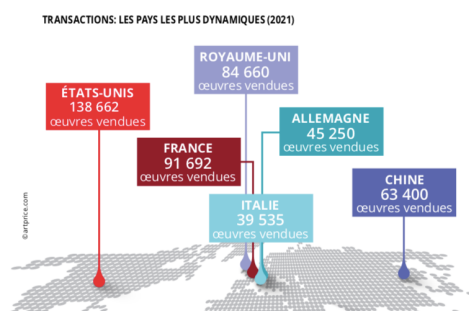 TRANSACTIONS: LES PAYS LES PLUS DYNAMIQUES (2021)
ROYAUME-UNI
84 660
œuvres vendues
ÉTATS-UNIS
138 662
œuvres vendues
ALLEMAGNE
45 250
œuvres vendues
FRANCE
91 692
œuvres vendues
CHINE
63 400
œuvres vendues
ITALIE
39 535
œuvres vendues
©artprice.com